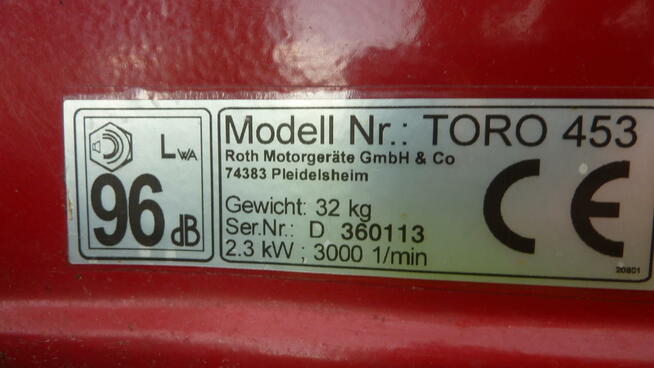 LWA
96 dB
Modell Nr.: TORO 453
Roth Motorgeräte GmbH & Co
74383 Pleidelsheim
Gewicht: 32 kg
Ser.Nr.: D 360113
2.3 kW ; 3000 1/min
CE
20801